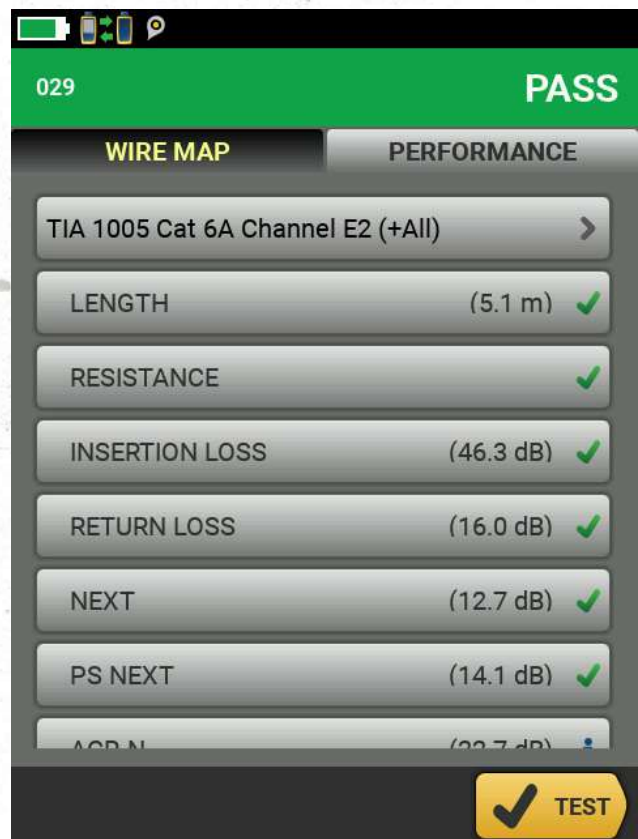 029 PASS
WIRE MAP PERFORMANCE
TIA 1005 Cat 6A Channel E2 (+All)
LENGTH (5.1 m)
RESISTANCE
INSERTION LOSS (46.3 dB)
RETURN LOSS (16.0 dB)
NEXT (12.7 dB)
PS NEXT (14.1 dB)
TEST